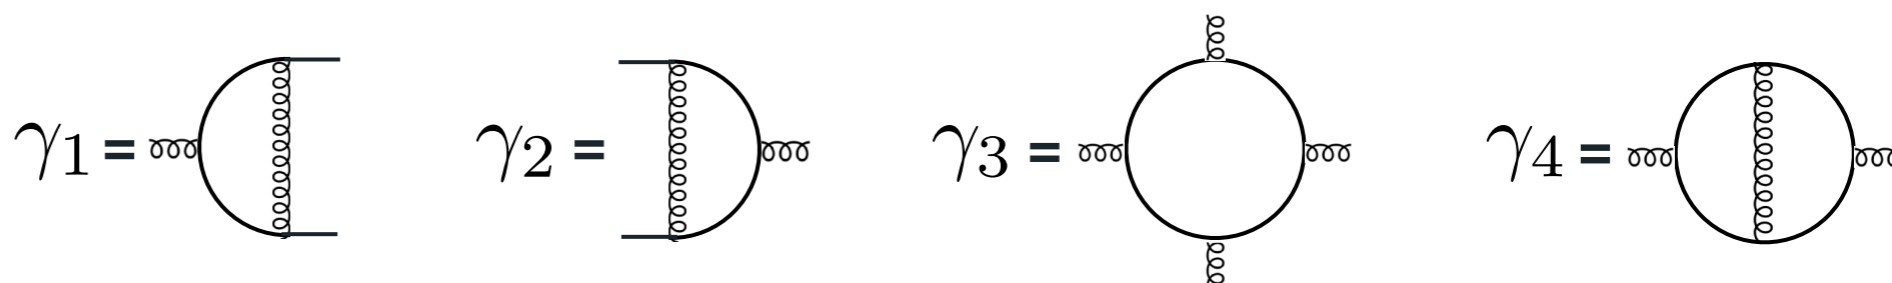 γ1 = γ2 = γ3 = γ4 =